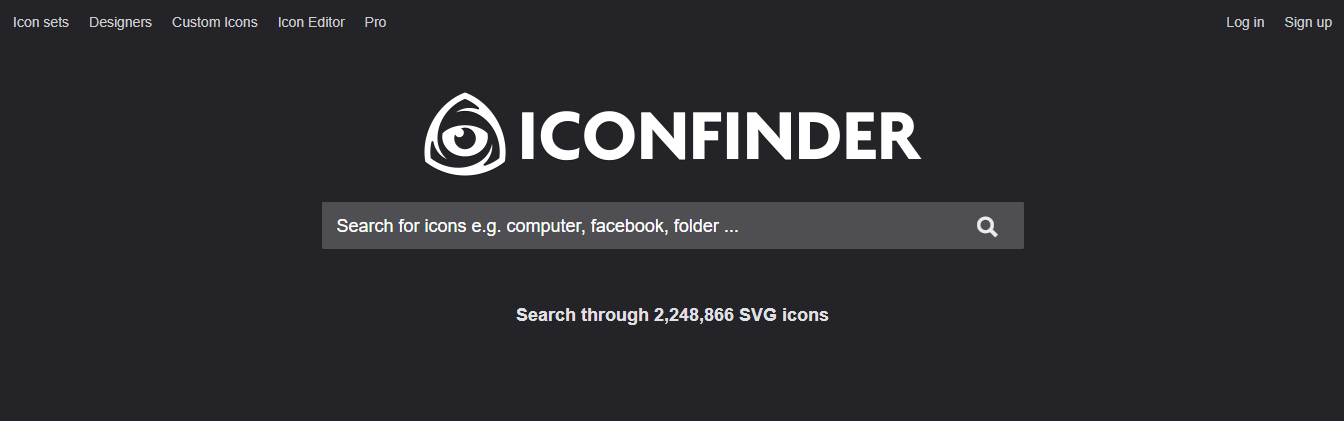 Icon sets Designers Custom Icons Icon Editor Pro Log in Sign up
ICONFINDER
Search for icons e.g. computer, facebook, folder ...
Search through 2,248,866 SVG icons